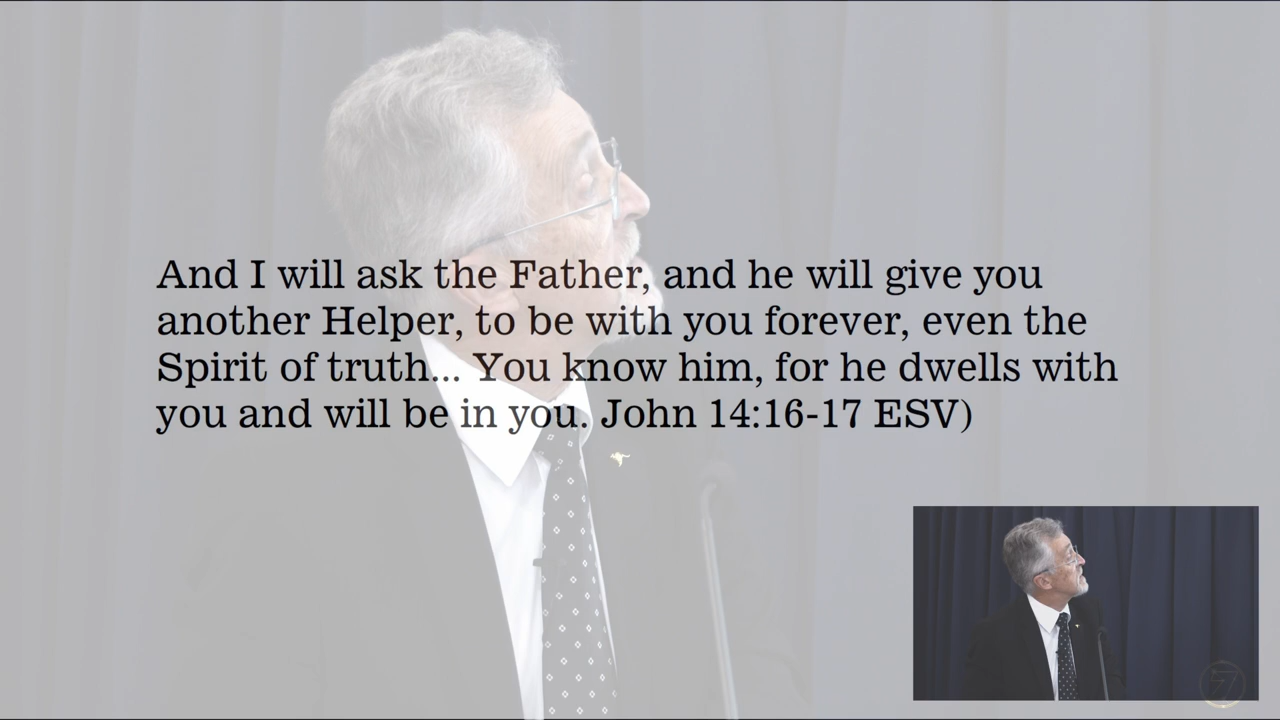 And I will ask the Father, and he will give you
another Helper, to be with you forever, even the
Spirit of truth... You know him, for he dwells with
you and will be in you. John 14:16-17 ESV)